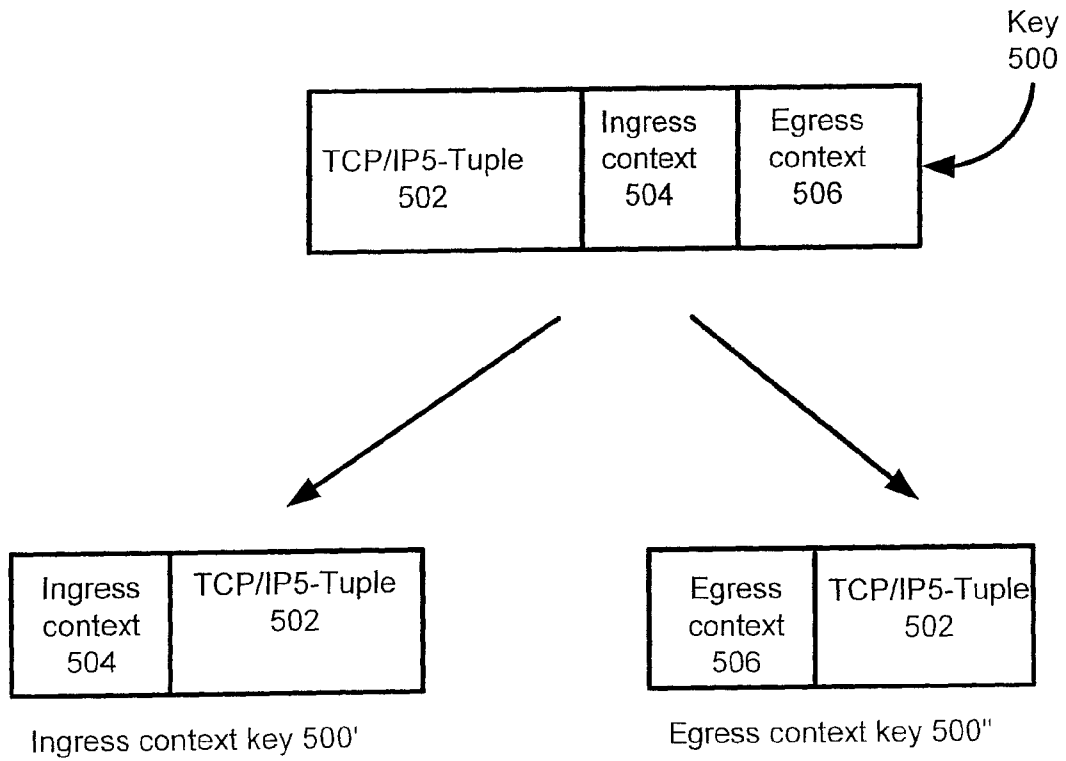 Key
500
TCP/IP5-Tuple
502
Ingress
context
504
Egress
context
506
Ingress
context
504
TCP/IP5-Tuple
502
Egress
context
506
TCP/IP5-Tuple
502
Ingress context key 500'
Egress context key 500"